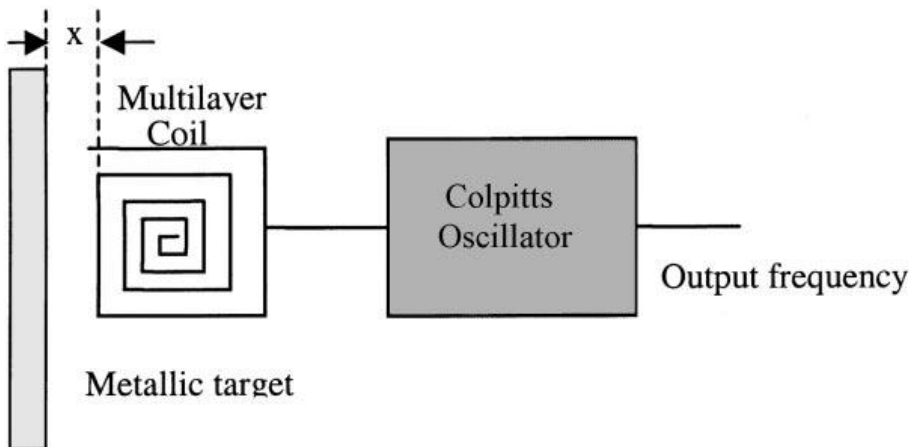 x
Multilayer
Coil
Colpitts
Oscillator
Output frequency
Metallic target